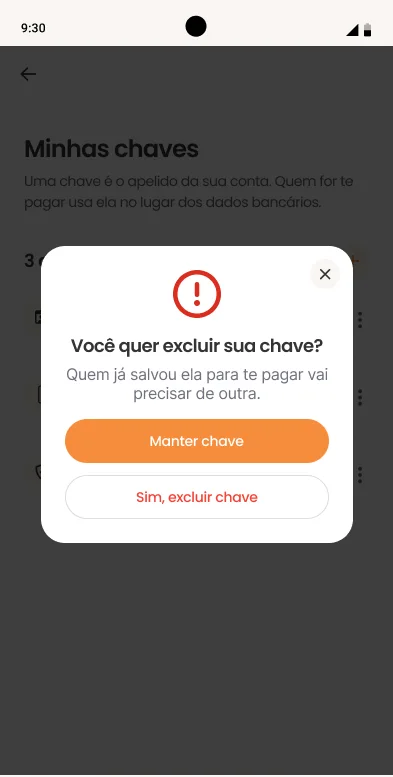 9:30
Minhas chaves
Uma chave é o apelido da sua conta. Quem for te
pagar usa ela no lugar dos dados bancários.
3
Você quer excluir sua chave?
Quem já salvou ela para te pagar vai
precisar de outra.
Manter chave
Sim, excluir chave